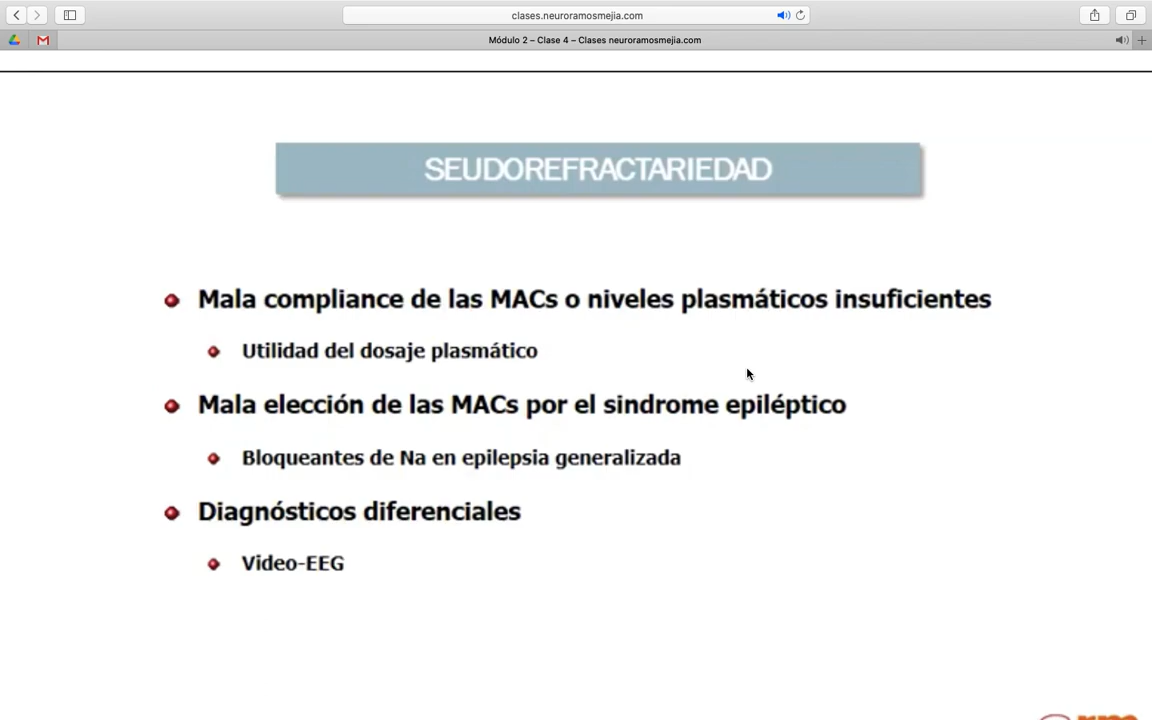 clases.neuroramosmejia.com
Módulo 2 – Clase 4 – Clases neuroramosmejia.com
SEUDOREFRACTARIEDAD
Mala compliance de las MACs o niveles plasmáticos insuficientes
Utilidad del dosaje plasmático
Mala elección de las MACs por el sindrome epiléptico
Bloqueantes de Na en epilepsia generalizada
Diagnósticos diferenciales
Video-EEG